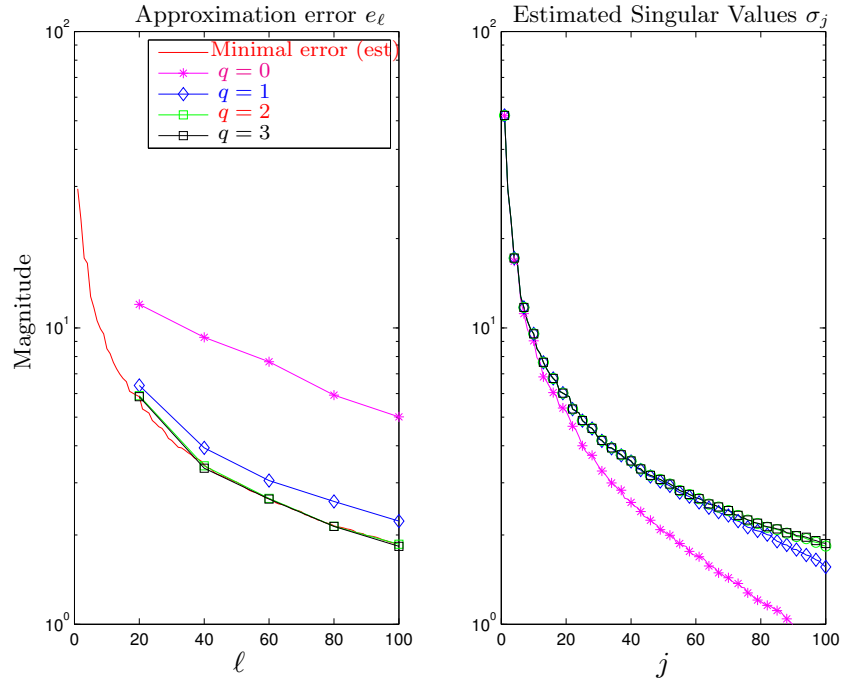 Approximation error e_ℓ
Estimated Singular Values σ_j
Minimal error (est)
q = 0
q = 1
q = 2
q = 3
Magnitude
10^2
10^1
10^0
0 20 40 60 80 100
ℓ
10^2
10^1
10^0
0 20 40 60 80 100
j